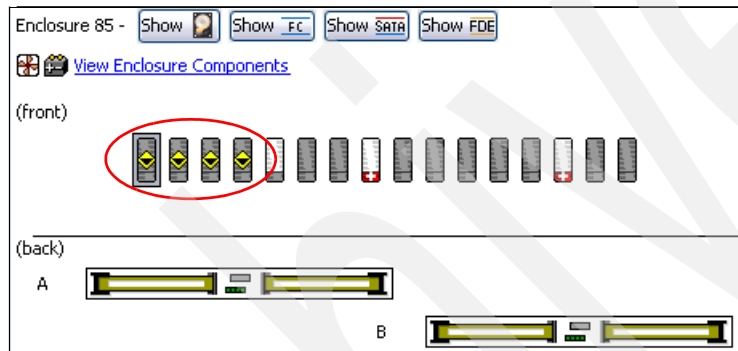 Enclosure 85 - Show Show FC Show SATA Show FDE
View Enclosure Components
(front)
(back)
A
B